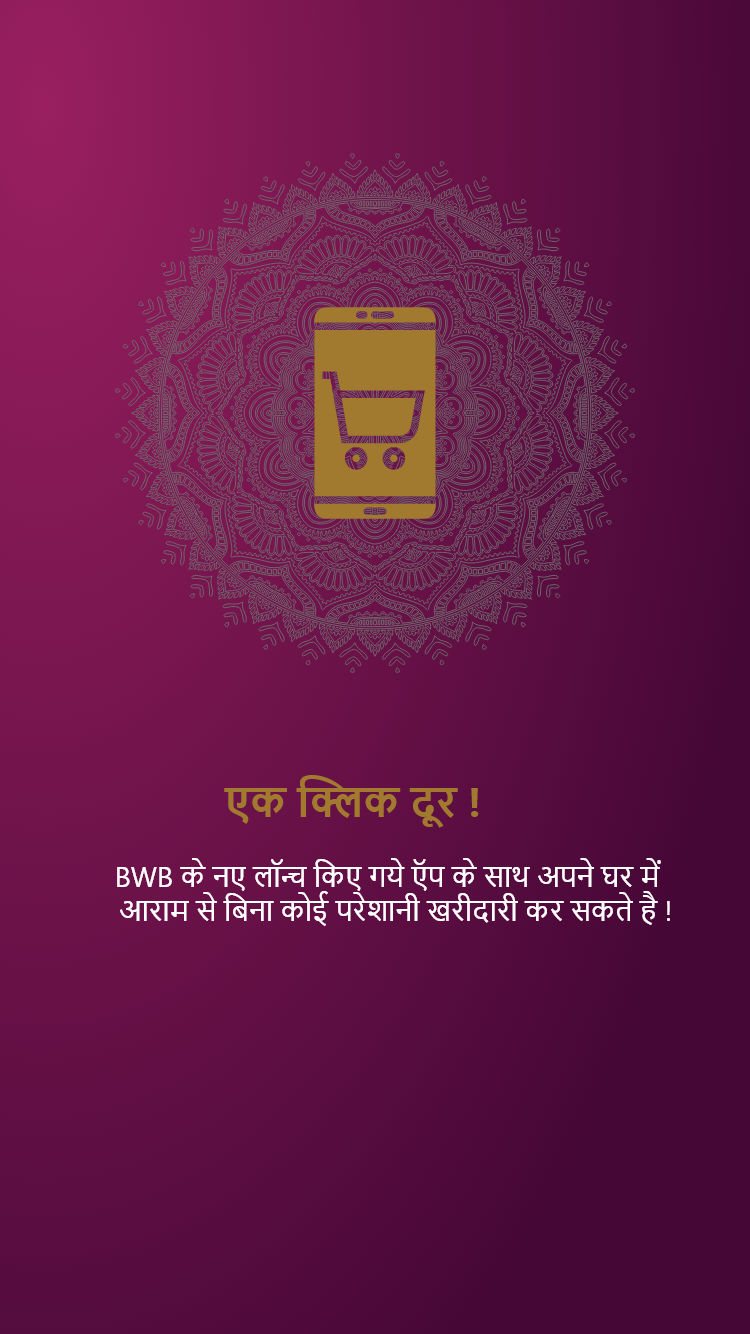 एक क्लिक दूर !
BWB के नए लॉन्च किए गये ऍप के साथ अपने घर में
आराम से बिना कोई परेशानी खरीदारी कर सकते है !